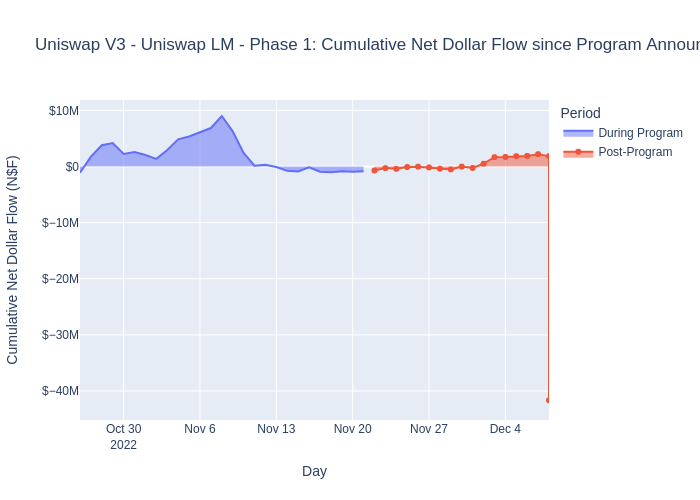 Uniswap V3 - Uniswap LM - Phase 1: Cumulative Net Dollar Flow since Program
Period
During Program
Post-Program
Cumulative Net Dollar Flow (N$F)
$10M
$0
$−10M
$−20M
$−30M
$−40M
Oct 30
2022
Nov 6
Nov 13
Nov 20
Nov 27
Dec 4
Day